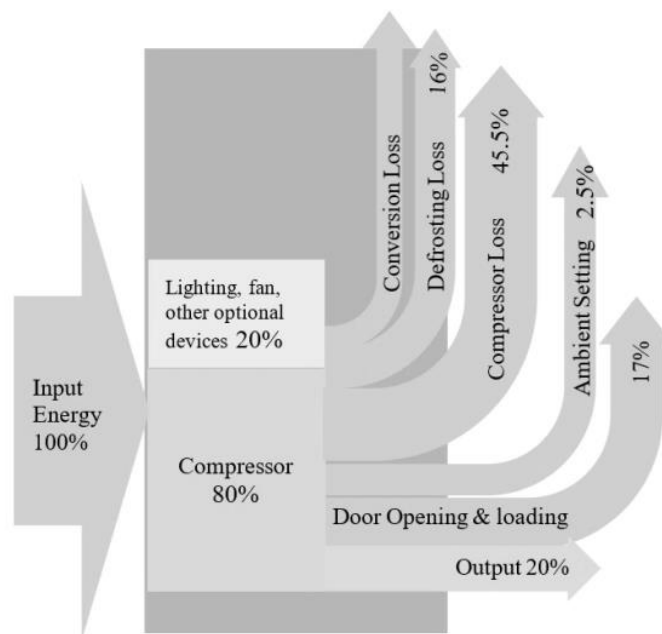 Conversion Loss
Defrosting Loss 16%
Compressor Loss 45.5%
Ambient Setting 2.5%
17%
Lighting, fan,
other optional
devices 20%
Input
Energy
100%
Compressor
80%
Door Opening & loading
Output 20%